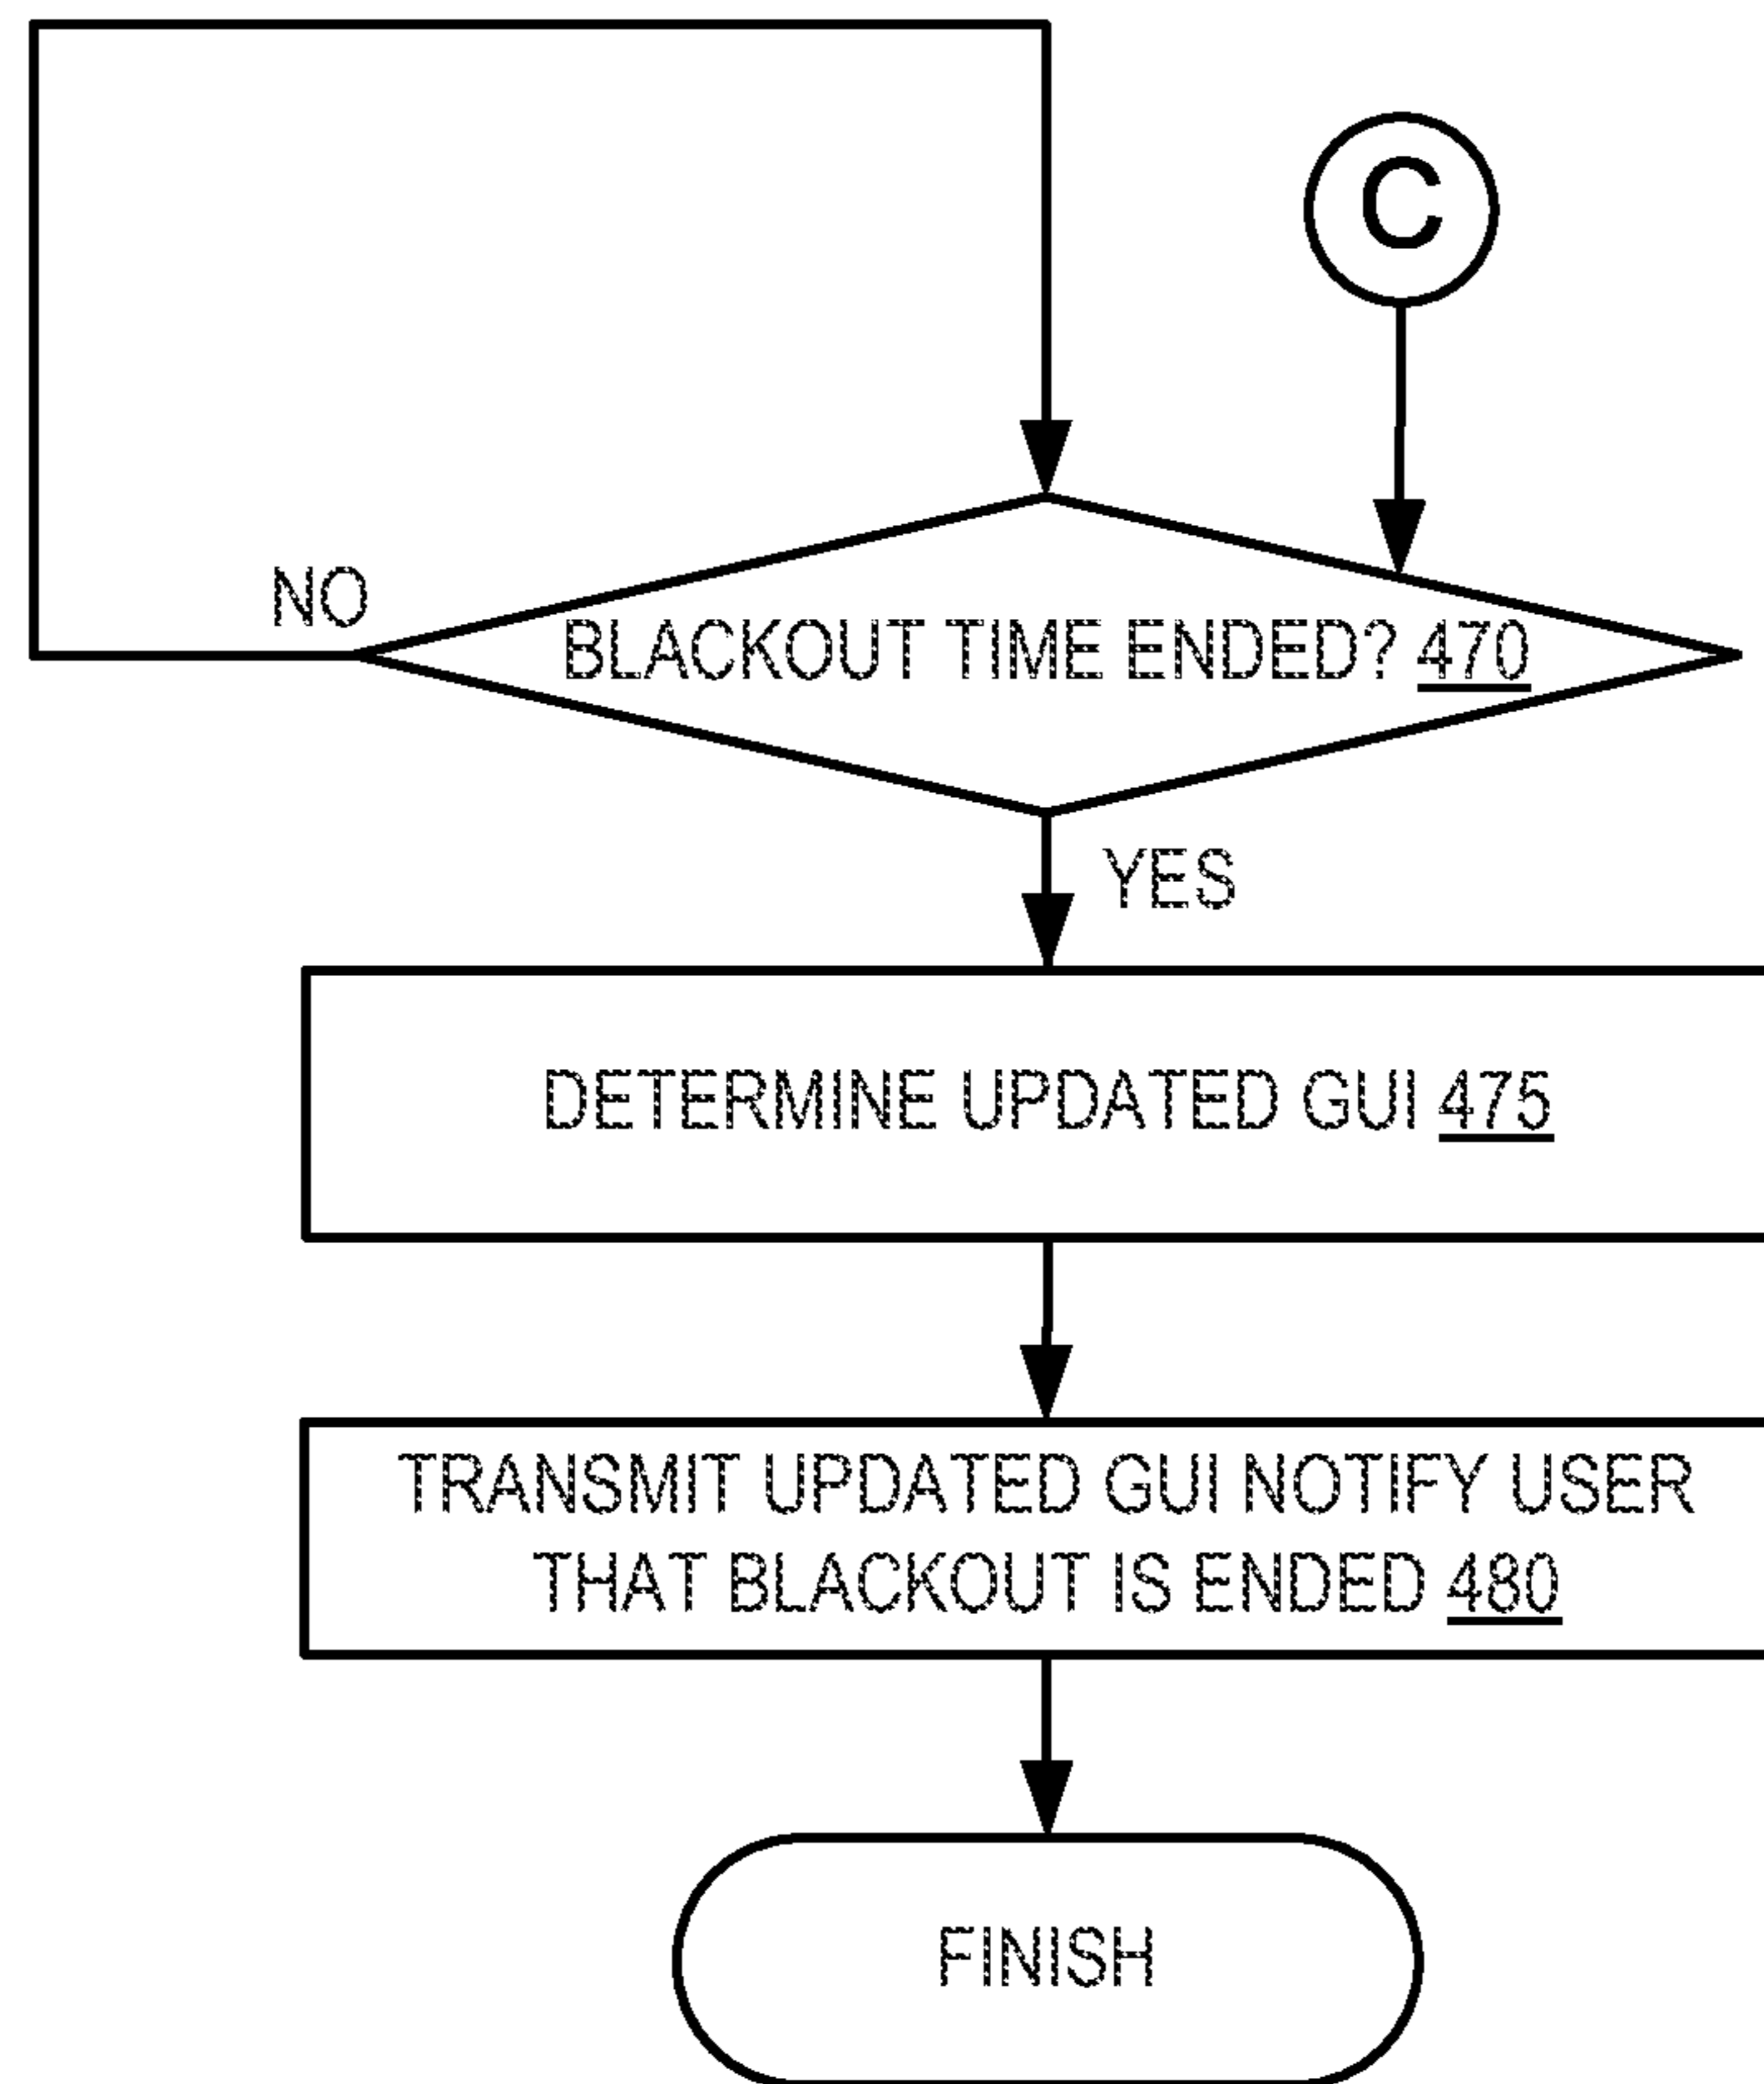 C
NO
BLACKOUT TIME ENDED? 470
YES
DETERMINE UPDATED GUI 475
TRANSMIT UPDATED GUI NOTIFY USER
THAT BLACKOUT IS ENDED 480
FINISH